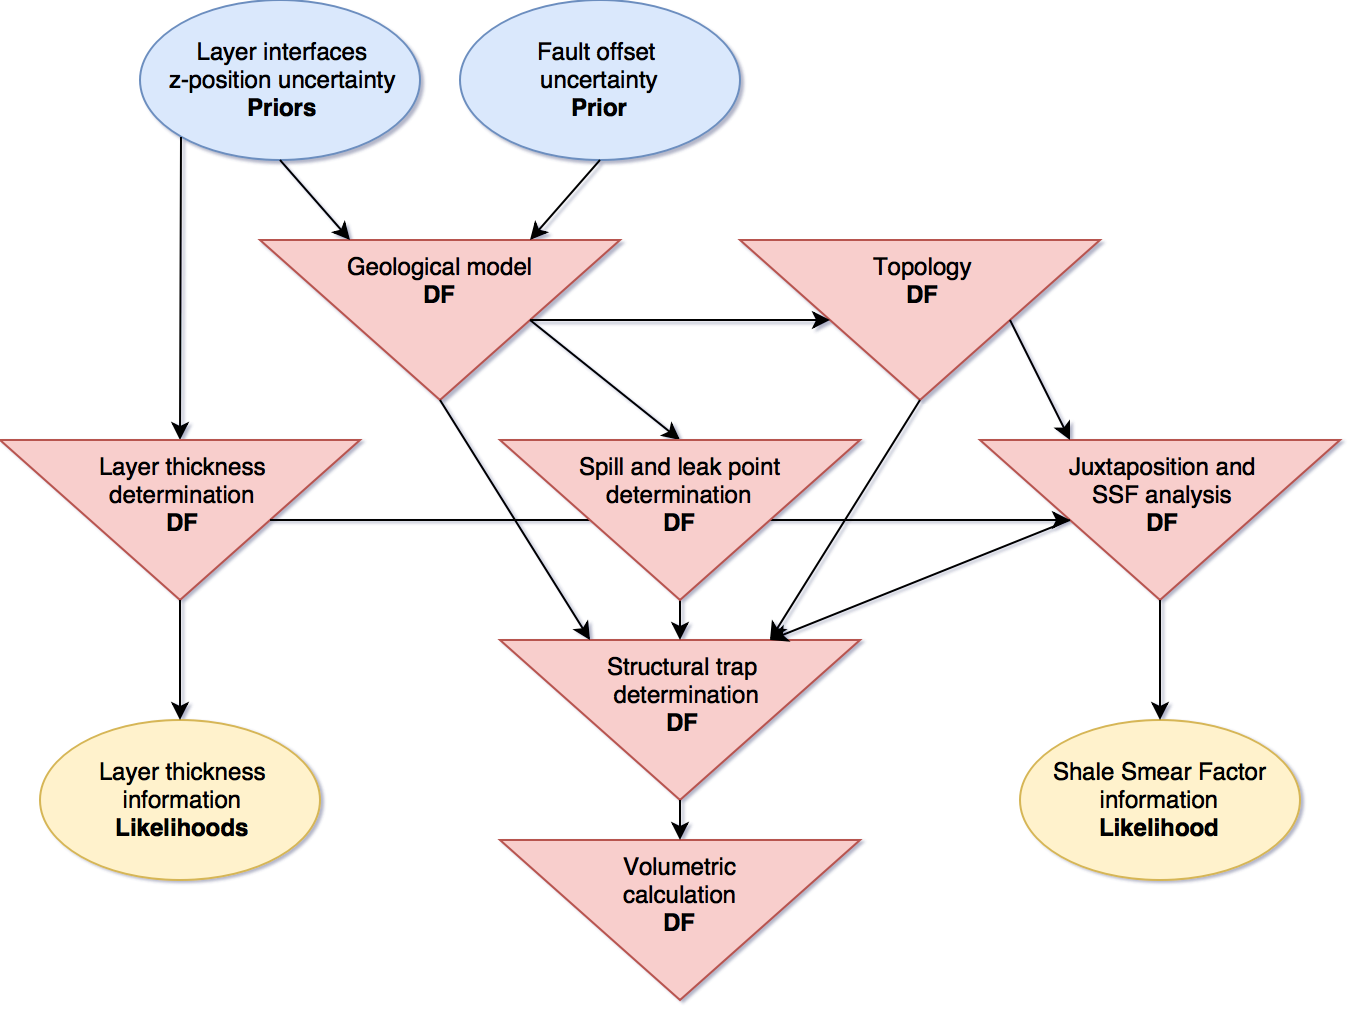 Layer interfaces
z-position uncertainty
Priors
Fault offset
uncertainty
Prior
Geological model
DF
Topology
DF
Layer thickness
determination
DF
Spill and leak point
determination
DF
Juxtaposition and
SSF analysis
DF
Structural trap
determination
DF
Layer thickness
information
Likelihoods
Shale Smear Factor
information
Likelihood
Volumetric
calculation
DF